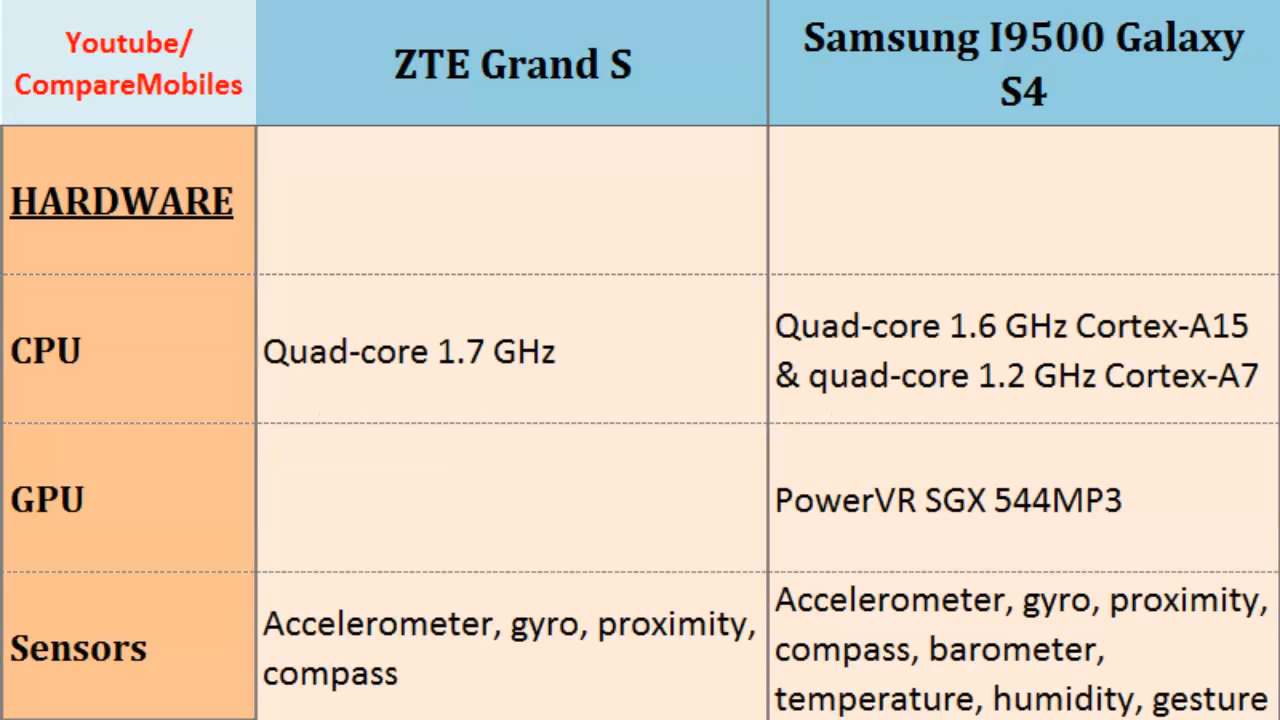 Youtube/
CompareMobiles
ZTE Grand S
Samsung I9500 Galaxy
S4
HARDWARE
CPU
Quad-core 1.7 GHz
Quad-core 1.6 GHz Cortex-A15
& quad-core 1.2 GHz Cortex-A7
GPU
PowerVR SGX 544MP3
Sensors
Accelerometer, gyro, proximity,
compass
Accelerometer, gyro, proximity,
compass, barometer,
temperature, humidity, gesture